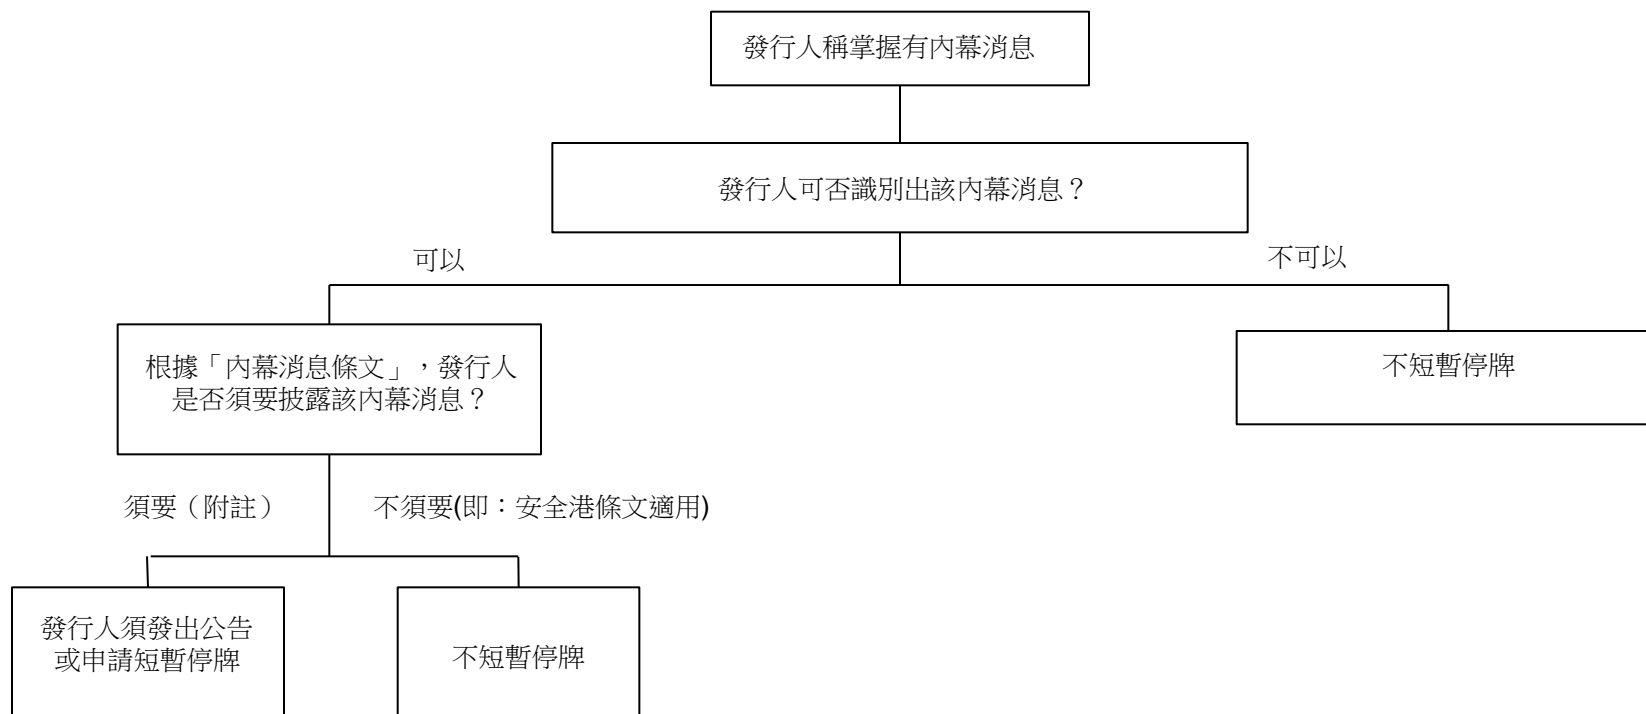 發行人稱掌握有內幕消息
發行人可否識別出該內幕消息？
可以
不可以
根據「內幕消息條文」，發行人
是否須要披露該內幕消息？
不短暫停牌
須要（附註）
不須要(即：安全港條文適用)
發行人須發出公告
或申請短暫停牌
不短暫停牌